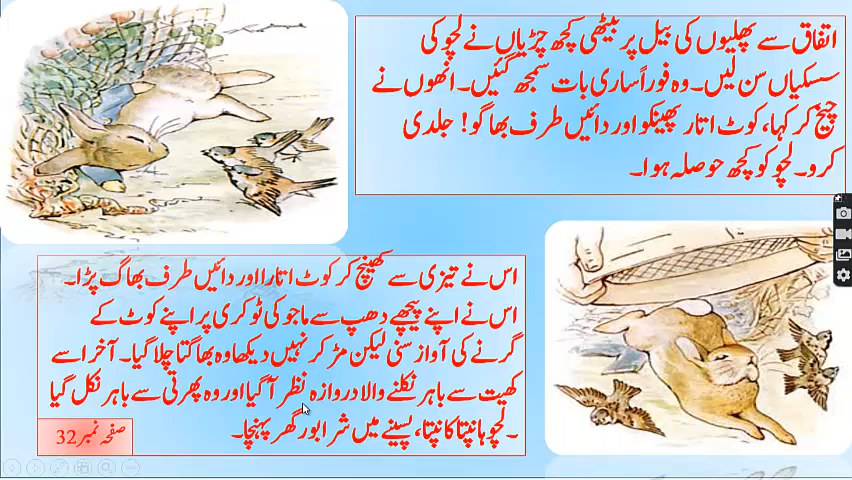 اتفاق سے پھلیوں کی بیل پر بیٹھی کچھ چڑیاں نے لچو کی
سسکیاں سن لیں۔ وہ فوراً ساری بات سمجھ گئیں۔ انھوں نے
چیخ کر کہا، کوٹ اتار پھینکو اور دائیں طرف بھاگو! جلدی
کرو۔ لچو کو کچھ حوصلہ ہوا۔
اس نے تیزی سے کھینچ کر کوٹ اتارا اور دائیں طرف بھاگ پڑا۔
اس نے اپنے پیچھے دھپ سے ماجو کی ٹوکری پر اپنے کوٹ کے
گرنے کی آواز سنی لیکن مڑ کر نہیں دیکھا وہ بھاگتا چلا گیا۔ آخر اسے
کھیت سے باہر نکلنے والا دروازہ نظر آ گیا اور وہ پھرتی سے باہر نکل گیا
۔ لچو ہانپتا کانپتا، پسینے میں شرابور گھر پہنچا۔
صفحہ نمبر 32